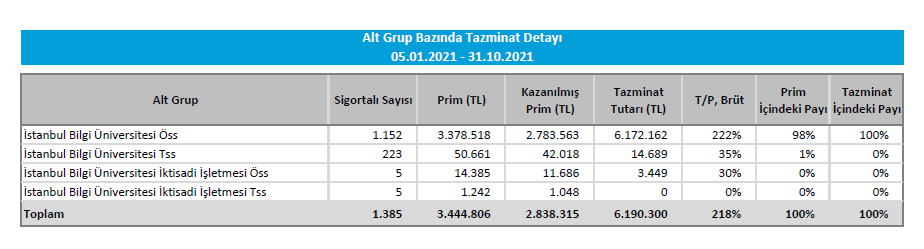 Alt Grup Bazında Tazminat Detayı
05.01.2021 - 31.10.2021
Alt Grup Sigortalı Sayısı Prim (TL) Kazanılmış Prim (TL) Tazminat Tutarı (TL) T/P, Brüt Prim İçindeki Payı Tazminat İçindeki Payı
İstanbul Bilgi Üniversitesi Öss 1.152 3.378.518 2.783.563 6.172.162 222% 98% 100%
İstanbul Bilgi Üniversitesi Tss 223 50.661 42.018 14.689 35% 1% 0%
İstanbul Bilgi Üniversitesi İktisadi İşletmesi Öss 5 14.385 11.686 3.449 30% 0% 0%
İstanbul Bilgi Üniversitesi İktisadi İşletmesi Tss 5 1.242 1.048 0 0% 0% 0%
Toplam 1.385 3.444.806 2.838.315 6.190.300 218% 100% 100%